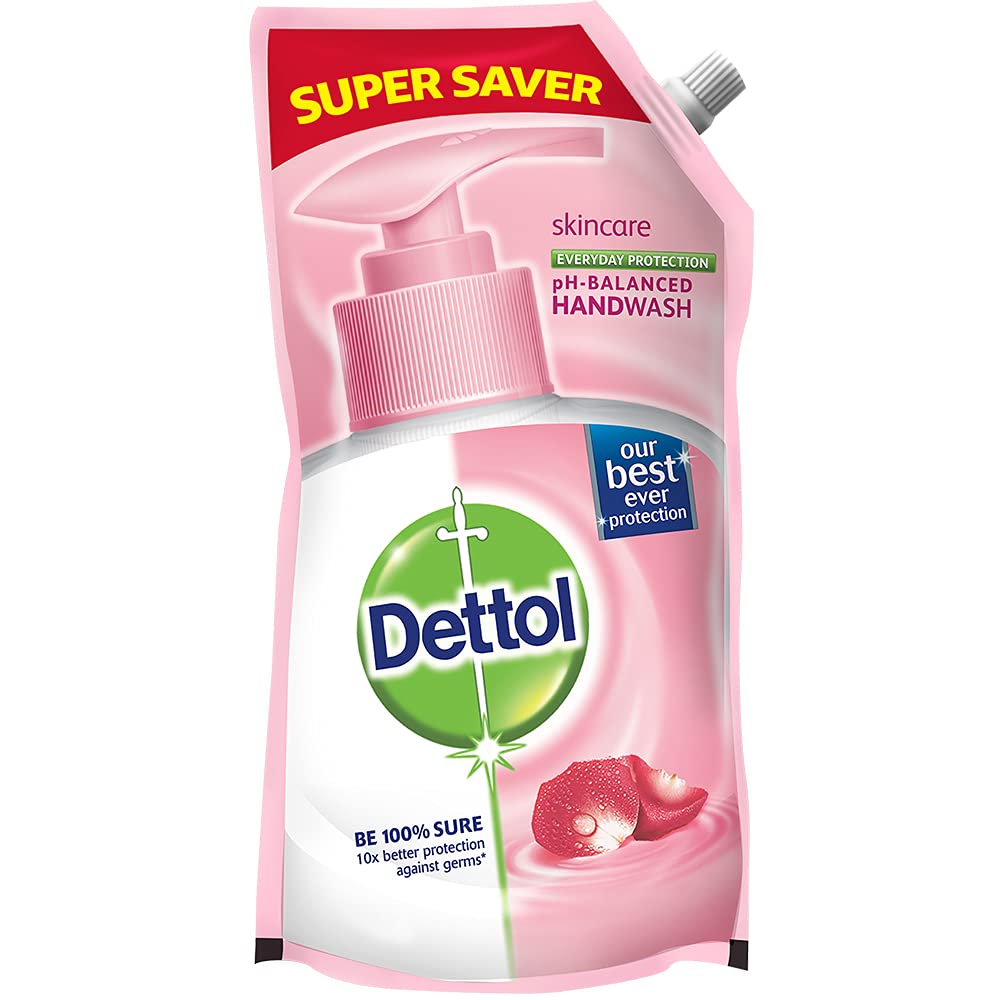 SUPER SAVER
skincare
EVERYDAY PROTECTION
pH-BALANCED
HANDWASH
our
best
ever
protection
Dettol
BE 100% SURE
10x better protection
against germs*